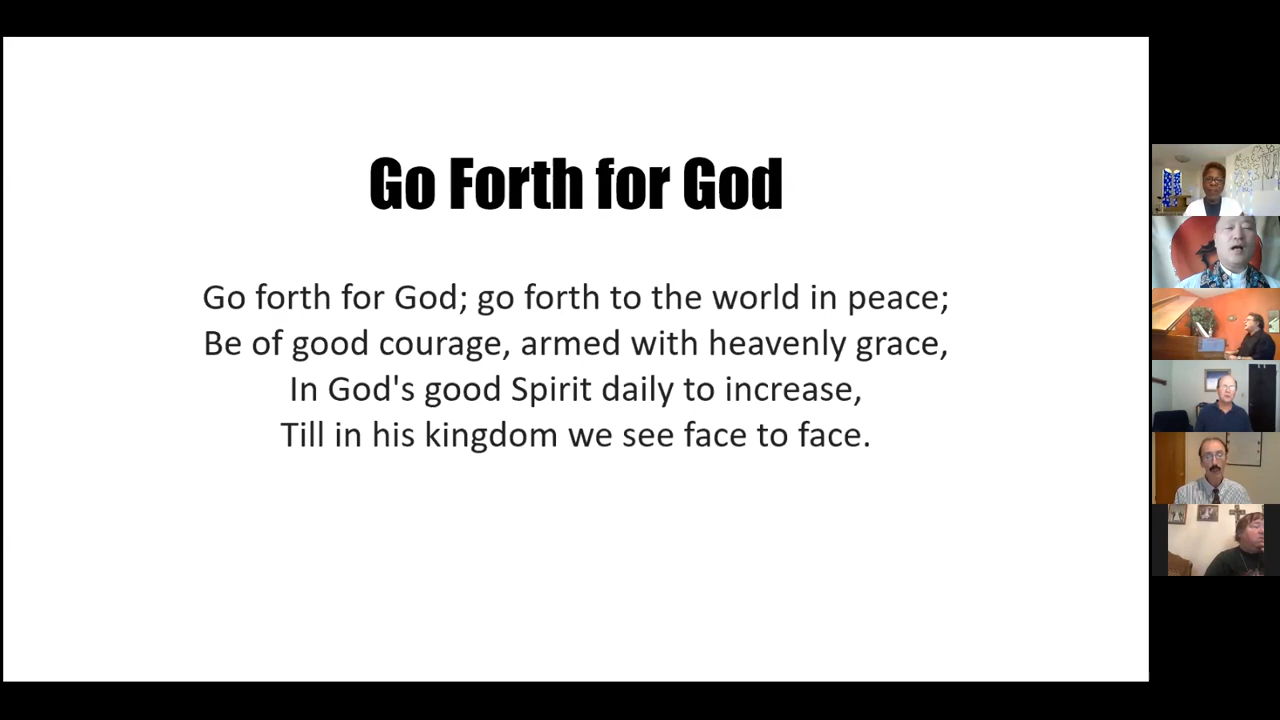 Go Forth for God
Go forth for God; go forth to the world in peace;
Be of good courage, armed with heavenly grace,
In God's good Spirit daily to increase,
Till in his kingdom we see face to face.